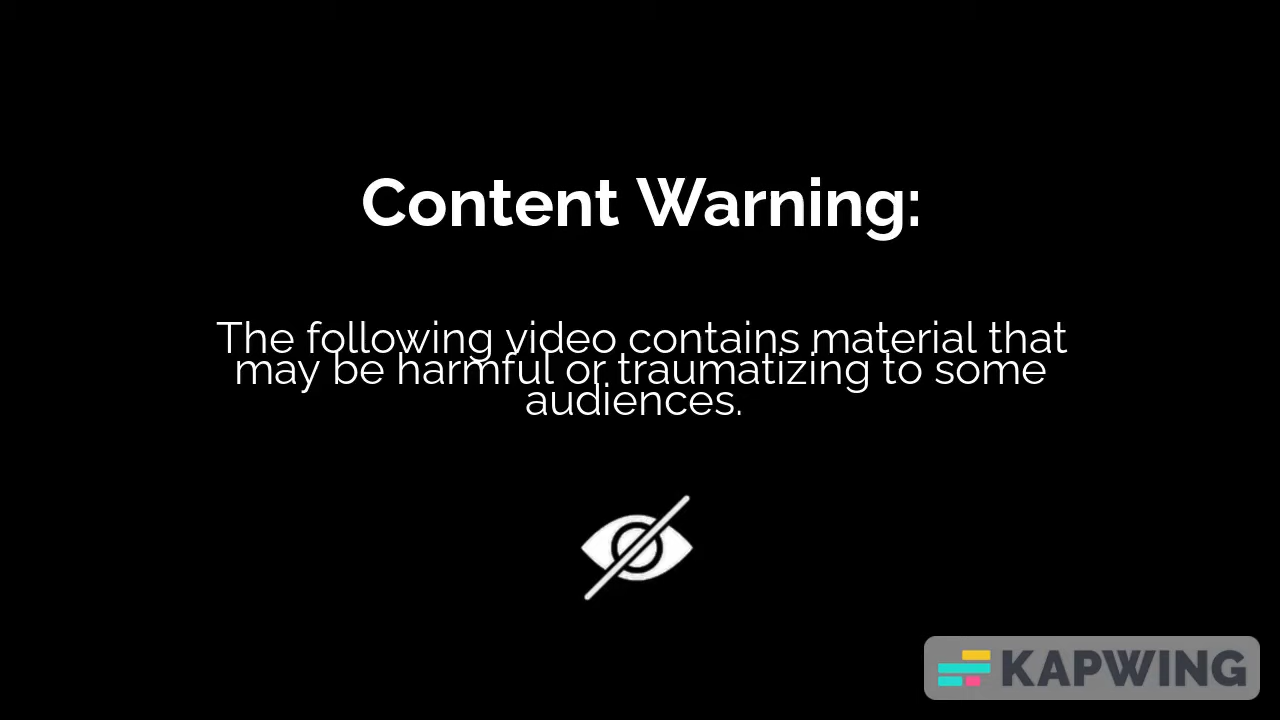 Content Warning:
The following video contains material that
may be harmful or traumatizing to some
audiences.
KAPWING